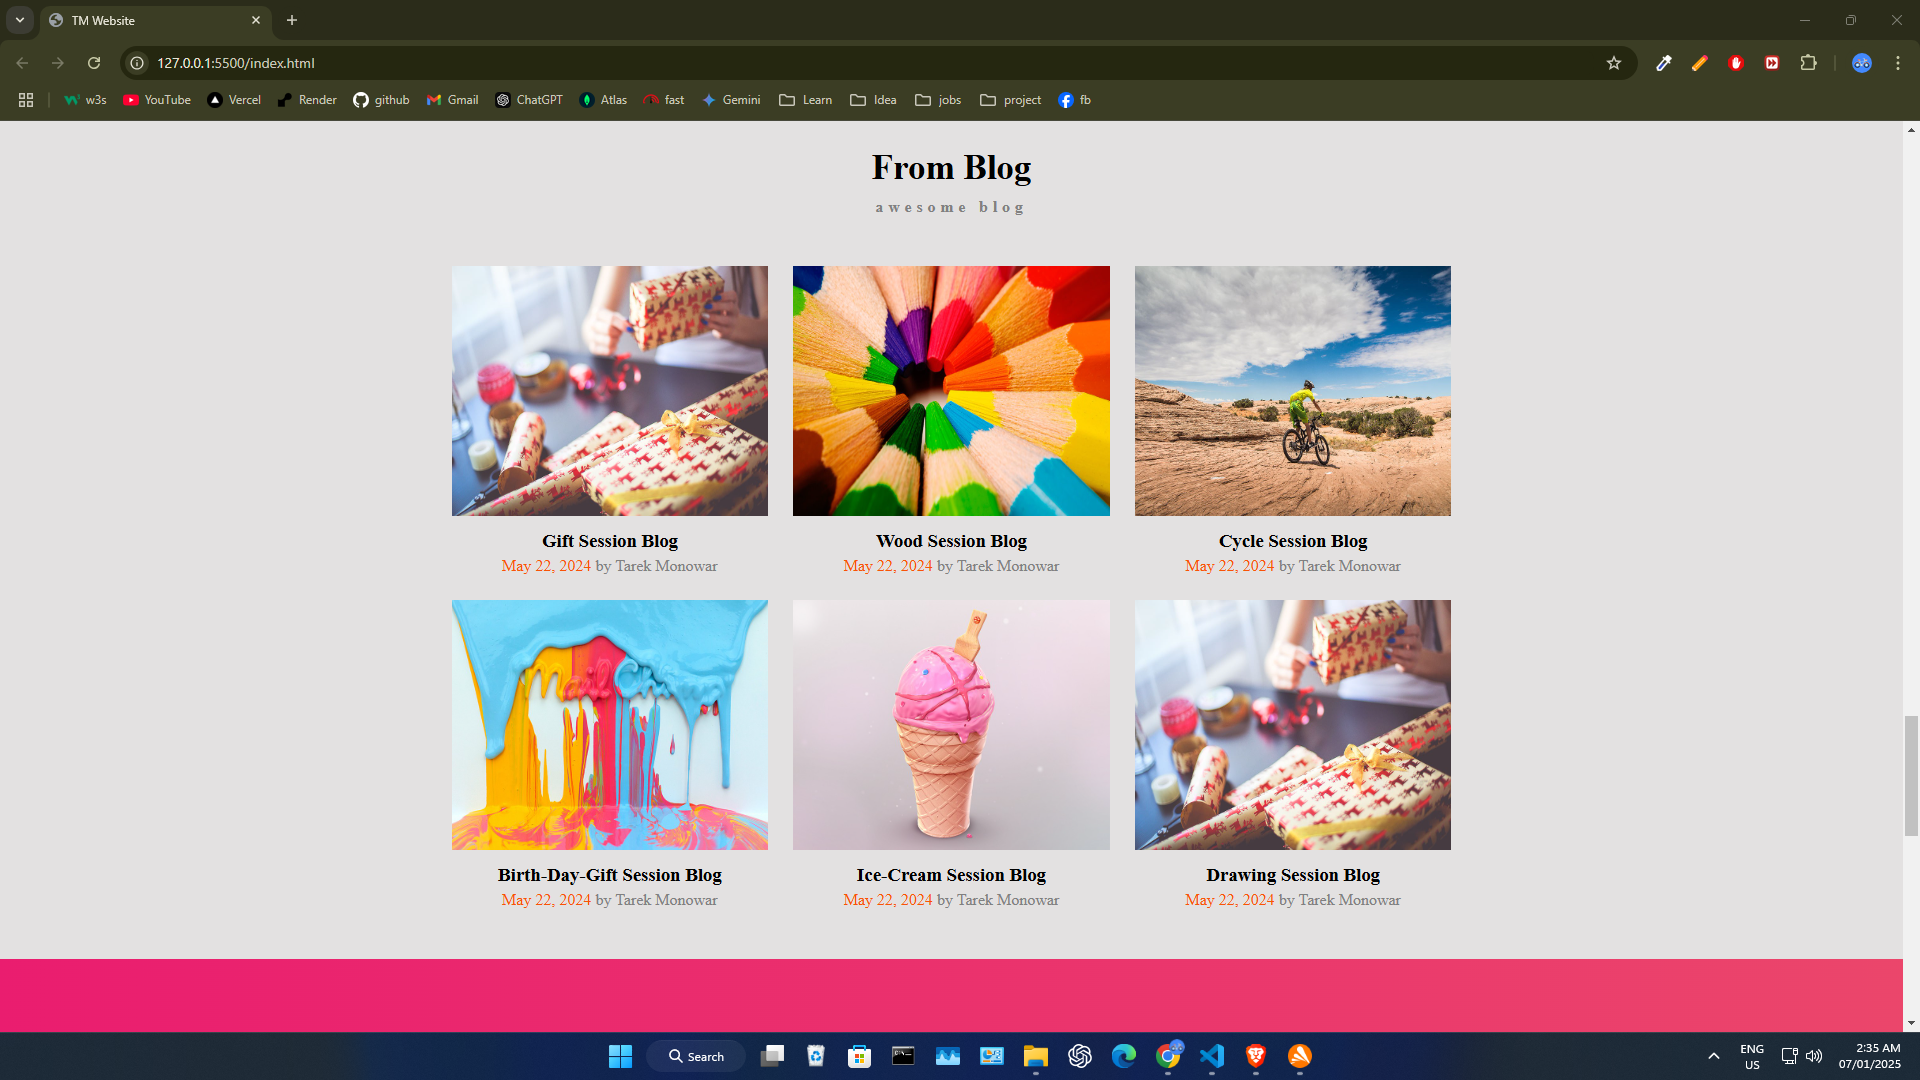 TM Website
127.0.0.1:5500/index.html
w3s YouTube Vercel Render github Gmail ChatGPT Atlas fast Gemini Learn Idea jobs project fb
From Blog
awesome blog
Gift Session Blog
May 22, 2024 by Tarek Monowar
Wood Session Blog
May 22, 2024 by Tarek Monowar
Cycle Session Blog
May 22, 2024 by Tarek Monowar
Birth-Day-Gift Session Blog
May 22, 2024 by Tarek Monowar
Ice-Cream Session Blog
May 22, 2024 by Tarek Monowar
Drawing Session Blog
May 22, 2024 by Tarek Monowar
Search
ENG
US
2:35 AM
07/01/2025